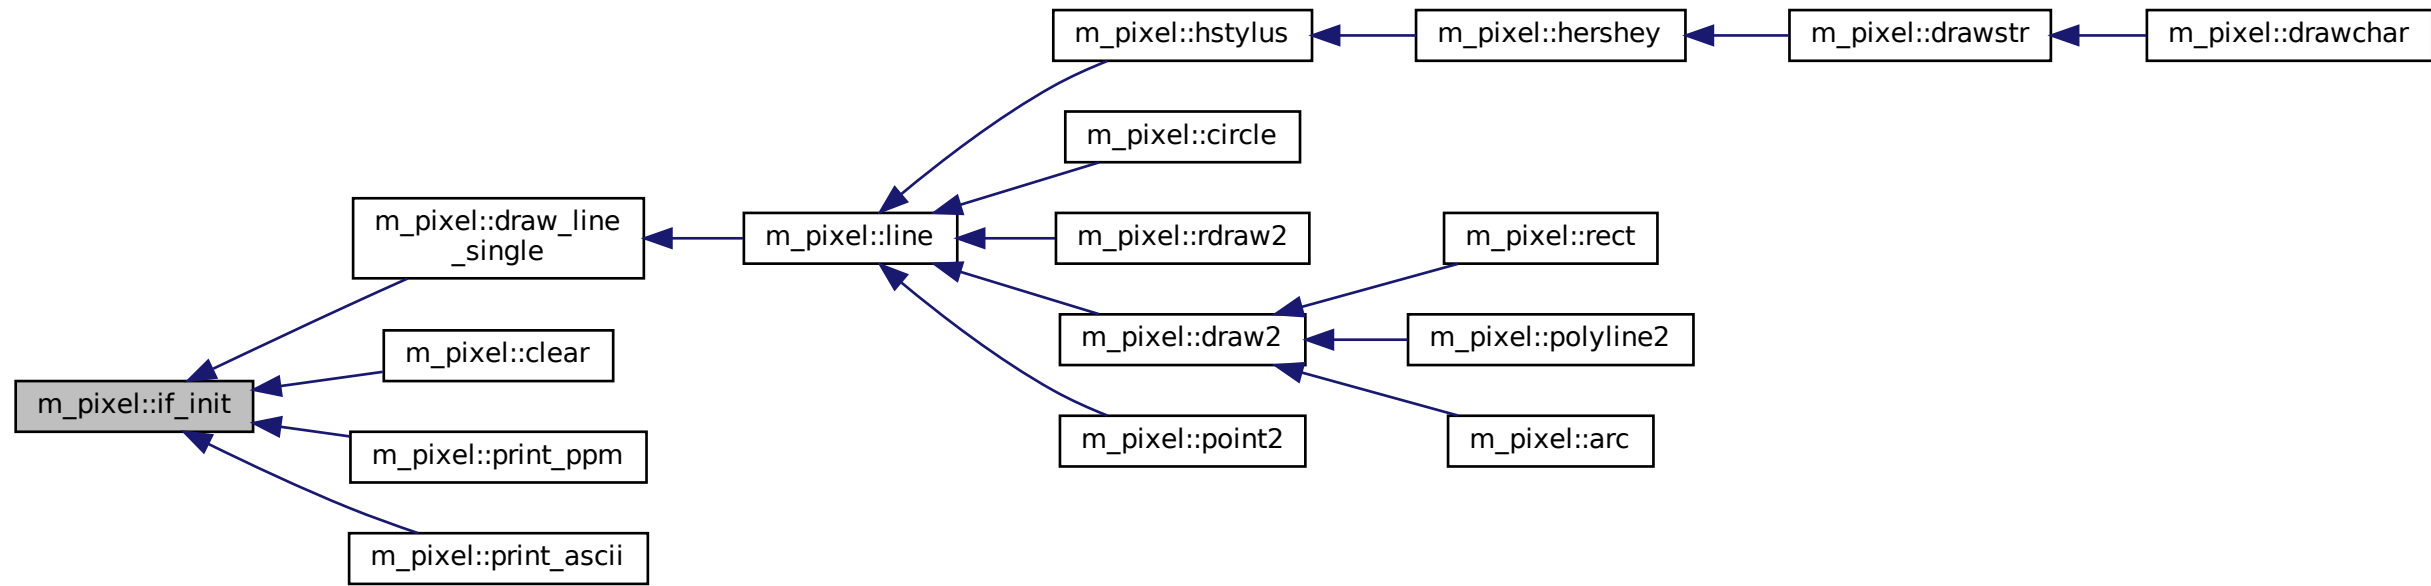 m_pixel::hstylus
m_pixel::hershey
m_pixel::drawstr
m_pixel::drawchar
m_pixel::circle
m_pixel::draw_line
_single
m_pixel::line
m_pixel::rdraw2
m_pixel::rect
m_pixel::clear
m_pixel::draw2
m_pixel::polyline2
m_pixel::if_init
m_pixel::print_ppm
m_pixel::point2
m_pixel::arc
m_pixel::print_ascii